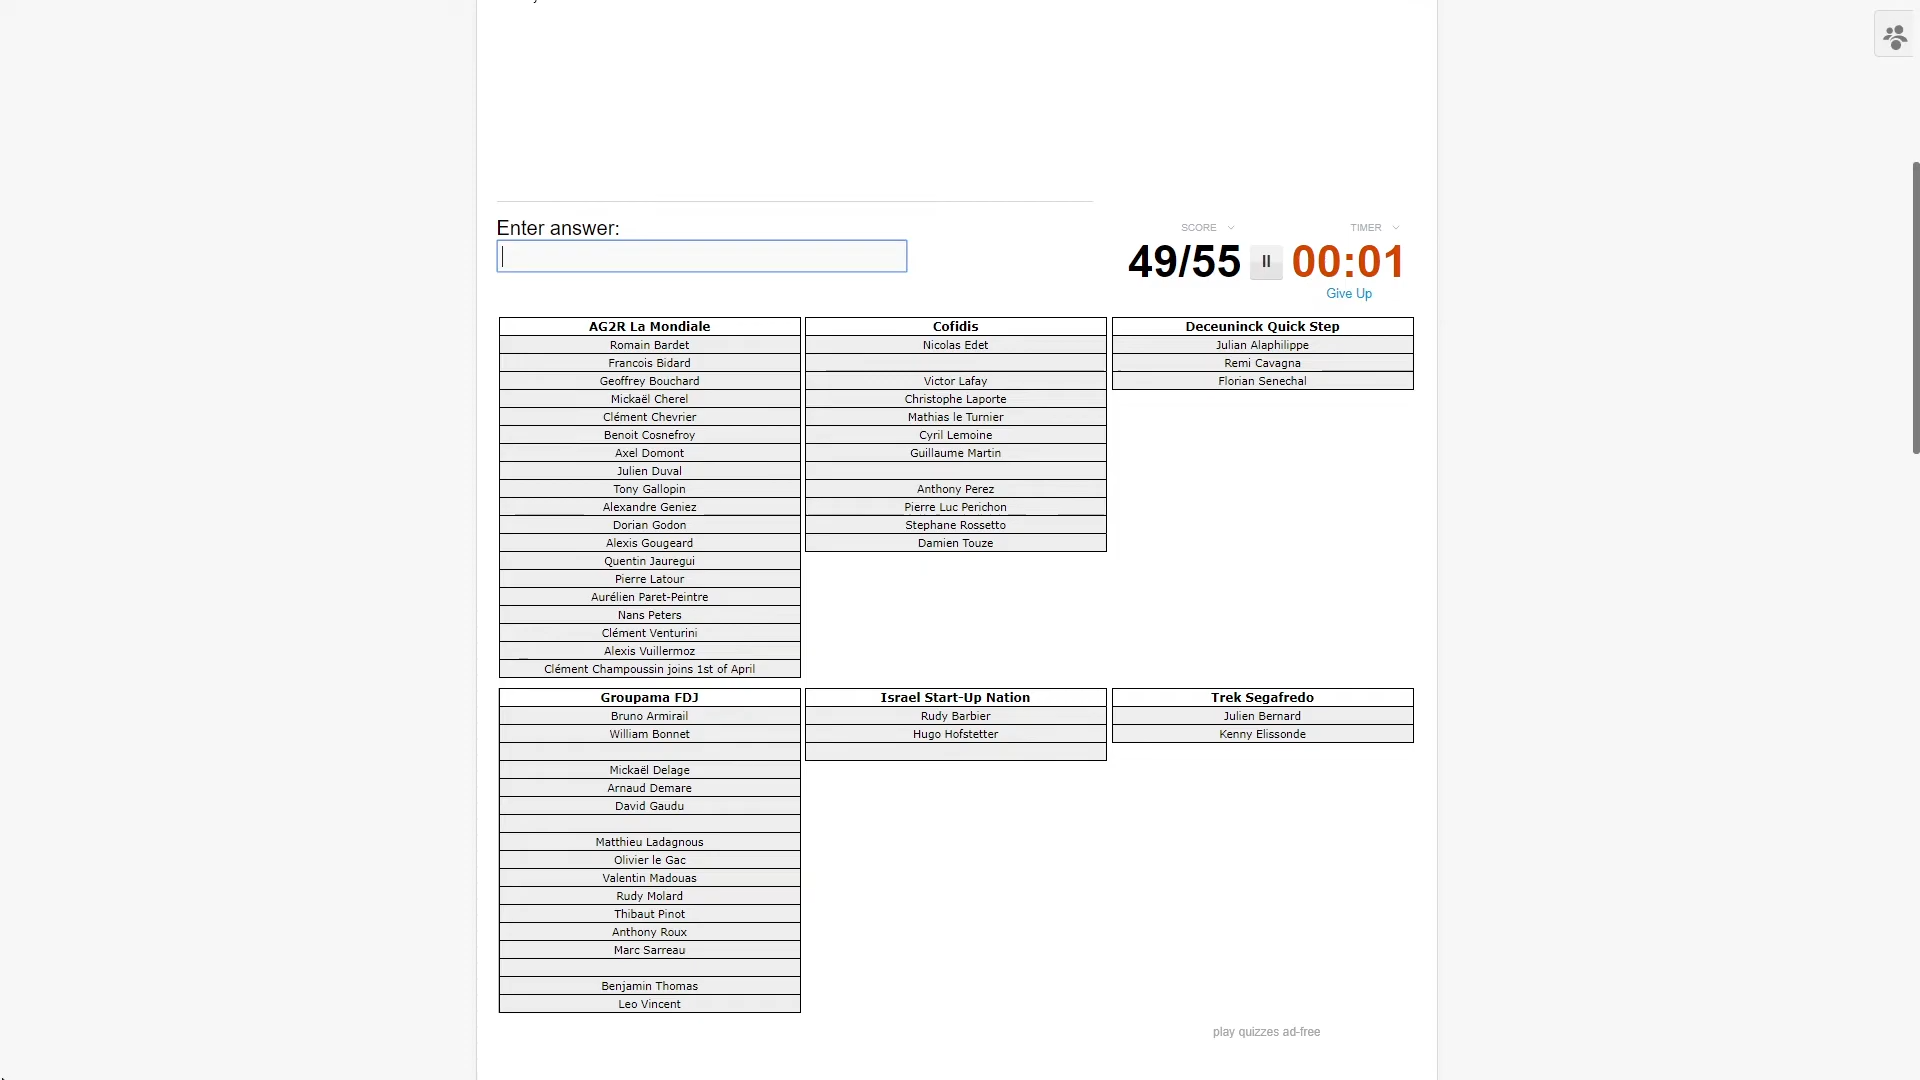 Enter answer:
SCORE
TIMER
49/55
00:01
Give Up
AG2R La Mondiale
Romain Bardet
Francois Bidard
Geoffrey Bouchard
Mickaël Cherel
Clément Chevrier
Benoit Cosnefroy
Axel Domont
Julien Duval
Tony Gallopin
Alexandre Geniez
Dorian Godon
Alexis Gougeard
Quentin Jauregui
Pierre Latour
Aurélien Paret-Peintre
Nans Peters
Clément Venturini
Alexis Vuillermoz
Clément Champoussin joins 1st of April
Cofidis
Nicolas Edet
Victor Lafay
Christophe Laporte
Mathias le Turnier
Cyril Lemoine
Guillaume Martin
Anthony Perez
Pierre Luc Perichon
Stephane Rossetto
Damien Touze
Deceuninck Quick Step
Julian Alaphilippe
Remi Cavagna
Florian Senechal
Groupama FDJ
Bruno Armirail
William Bonnet
Mickaël Delage
Arnaud Demare
David Gaudu
Matthieu Ladagnous
Olivier le Gac
Valentin Madouas
Rudy Molard
Thibaut Pinot
Anthony Roux
Marc Sarreau
Benjamin Thomas
Leo Vincent
Israel Start-Up Nation
Rudy Barbier
Hugo Hofstetter
Trek Segafredo
Julien Bernard
Kenny Elissonde
play quizzes ad-free